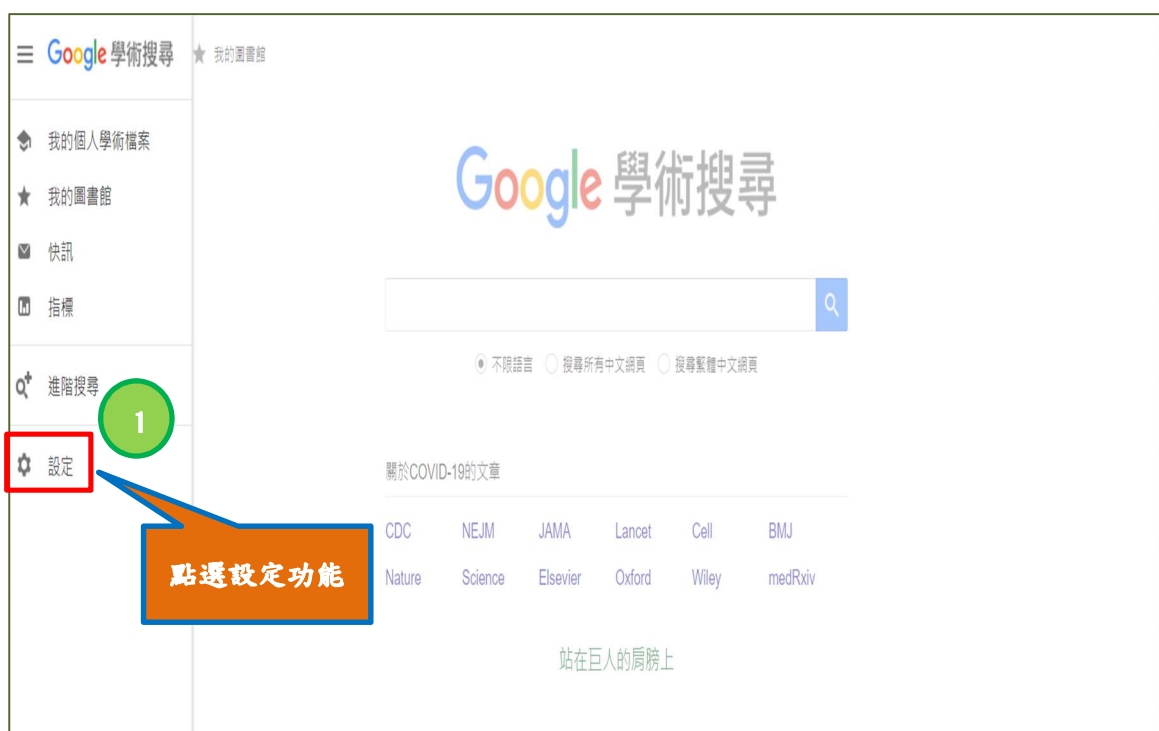 Google 學術搜尋 ★ 我的圖書館
我的個人學術檔案
我的圖書館
快訊
指標
進階搜尋
1
設定
點選設定功能
Google 學術搜尋
不限語言 搜尋所有中文網頁 搜尋繁體中文網頁
關於COVID-19的文章
CDC NEJM JAMA Lancet Cell BMJ
Nature Science Elsevier Oxford Wiley medRxiv
站在巨人的肩膀上